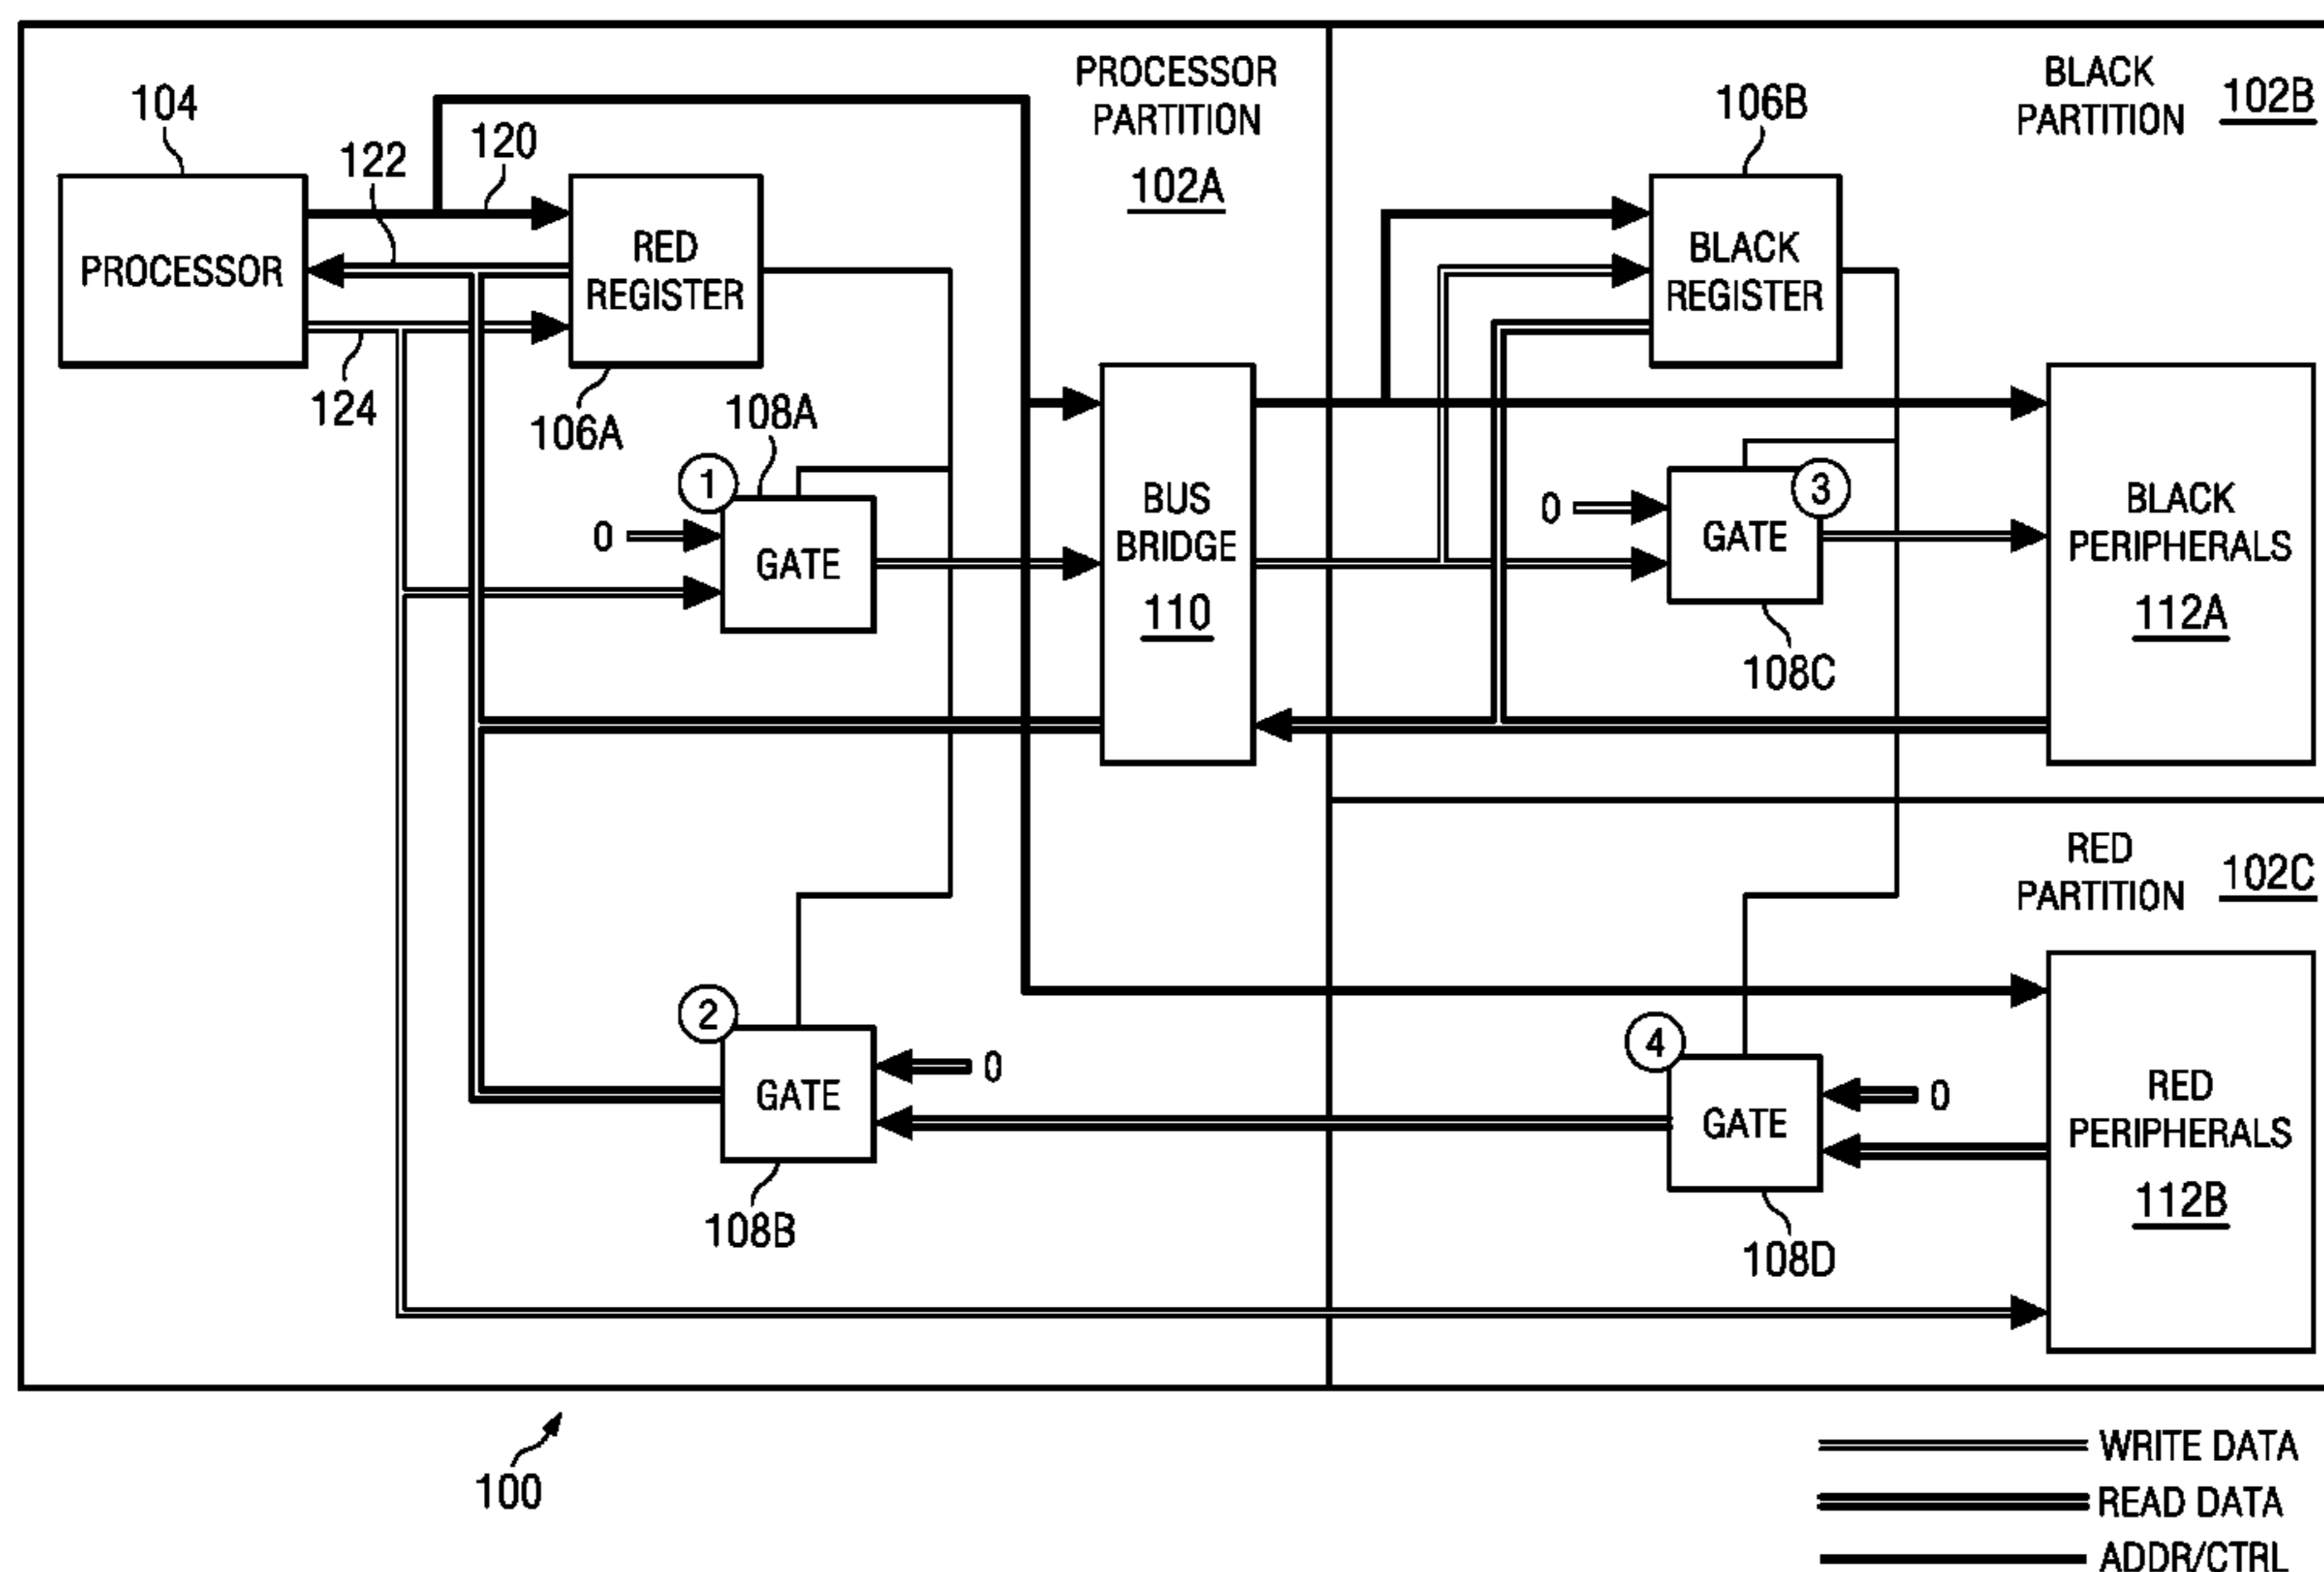 PROCESSOR
PARTITION
102A
BLACK
PARTITION
102B
104
122
120
106B
PROCESSOR
RED
REGISTER
BLACK
REGISTER
124
106A
108A
1
0
GATE
BUS
BRIDGE
110
0
3
GATE
108C
BLACK
PERIPHERALS
112A
RED
PARTITION
102C
2
GATE
0
108B
4
GATE
0
108D
RED
PERIPHERALS
112B
100
WRITE DATA
READ DATA
ADDR/CTRL